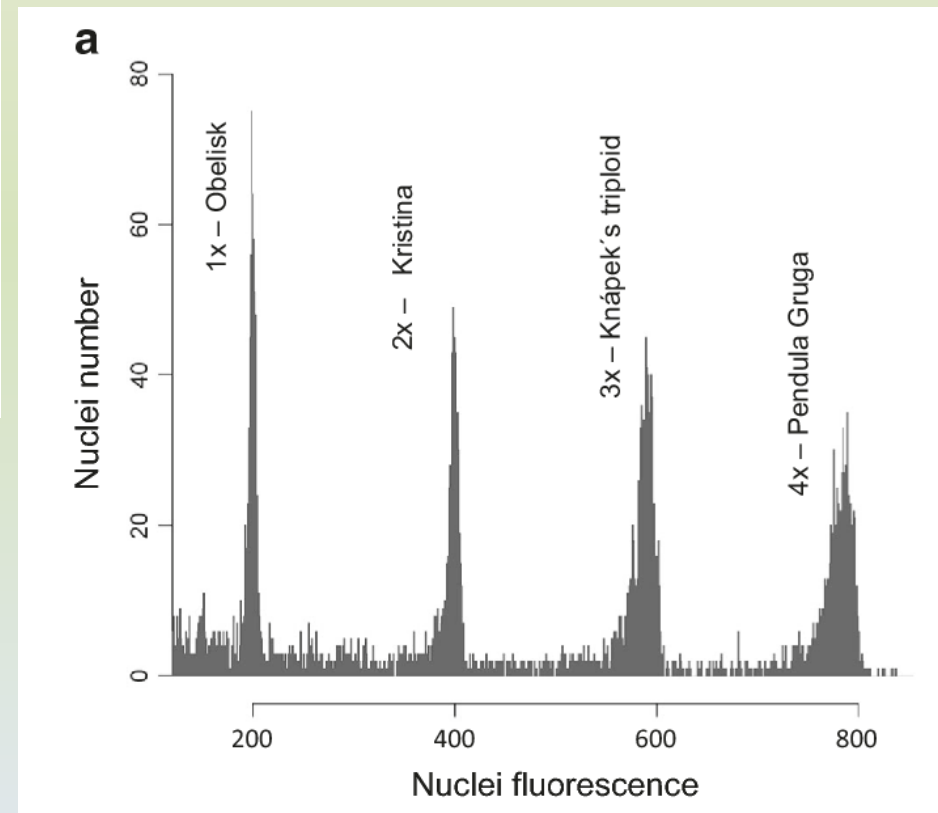 a
80
60
40
20
0
Nuclei number
1x – Obelisk
2x – Kristina
3x – Knápek´s triploid
4x – Pendula Gruga
200 400 600 800
Nuclei fluorescence